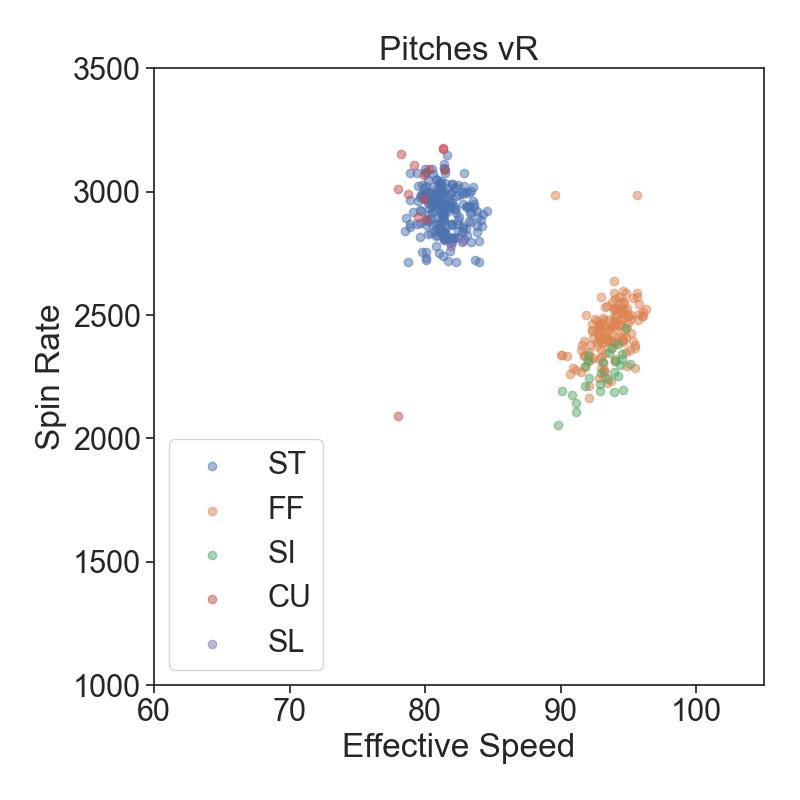 Pitches vR
3500
3000
2500
2000
1500
1000
Spin Rate
ST
FF
SI
CU
SL
60 70 80 90 100
Effective Speed